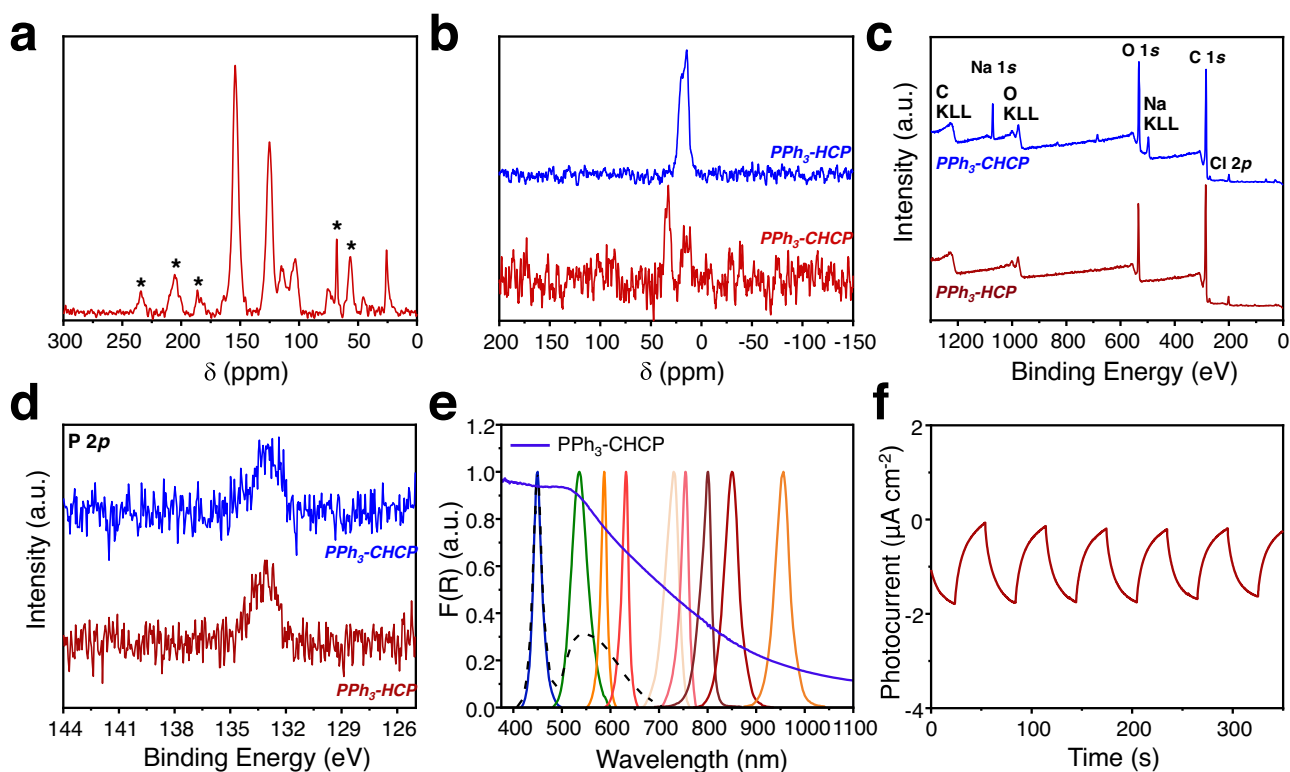 a
*
*
*
*
*
300
250
200
150
100
50
0
δ (ppm)
b
PPh3-HCP
PPh3-CHCP
200
150
100
50
0
-50
-100
-150
δ (ppm)
c
Intensity (a.u.)
C
KLL
Na 1s
O
KLL
O 1s
Na
KLL
C 1s
Cl 2p
PPh3-CHCP
PPh3-HCP
1200
1000
800
600
400
200
0
Binding Energy (eV)
d
Intensity (a.u.)
P 2p
PPh3-CHCP
PPh3-HCP
144
141
138
135
132
129
126
Binding Energy (eV)
e
F(R) (a.u.)
1.2
1.0
0.8
0.6
0.4
0.2
0.0
PPh3-CHCP
400
500
600
700
800
900
1000
1100
Wavelength (nm)
f
Photocurrent (µA cm-2)
2
0
-2
-4
0
100
200
300
Time (s)